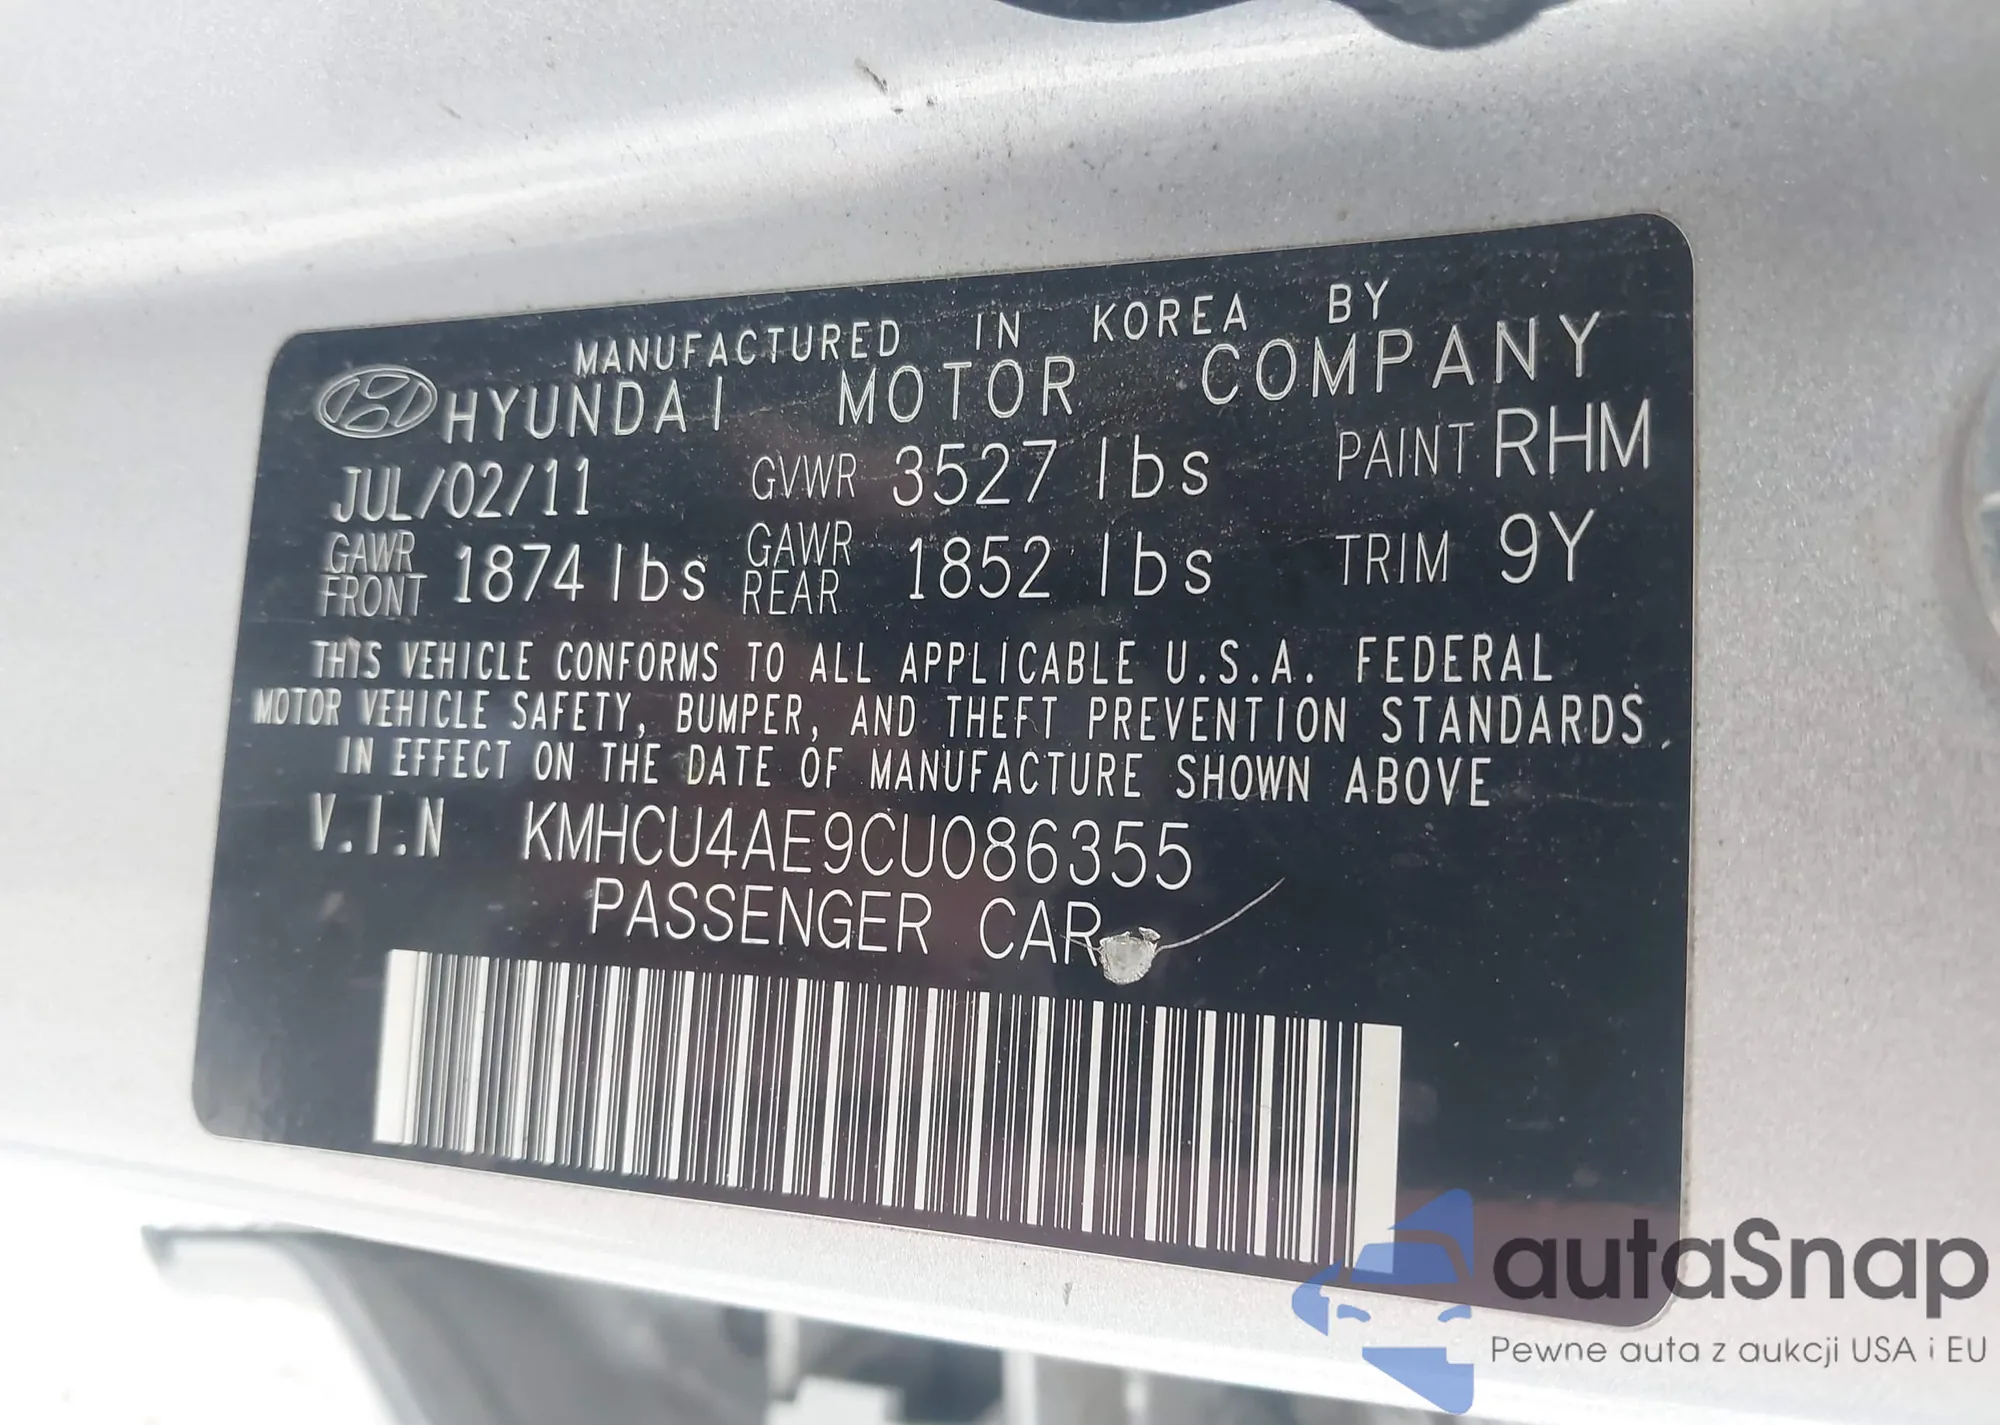 MANUFACTURED IN KOREA BY
HYUNDAI MOTOR COMPANY
JUL/02/11 GVWR 3527 lbs PAINT RHM
GAWR FRONT 1874 lbs GAWR REAR 1852 lbs TRIM 9Y
THIS VEHICLE CONFORMS TO ALL APPLICABLE U.S.A. FEDERAL
MOTOR VEHICLE SAFETY, BUMPER, AND THEFT PREVENTION STANDARDS
IN EFFECT ON THE DATE OF MANUFACTURE SHOWN ABOVE.
V.I.N KMHCU4AE9CU086355
PASSENGER CAR
autaSnap
Pewne auta z aukcji USA i EU